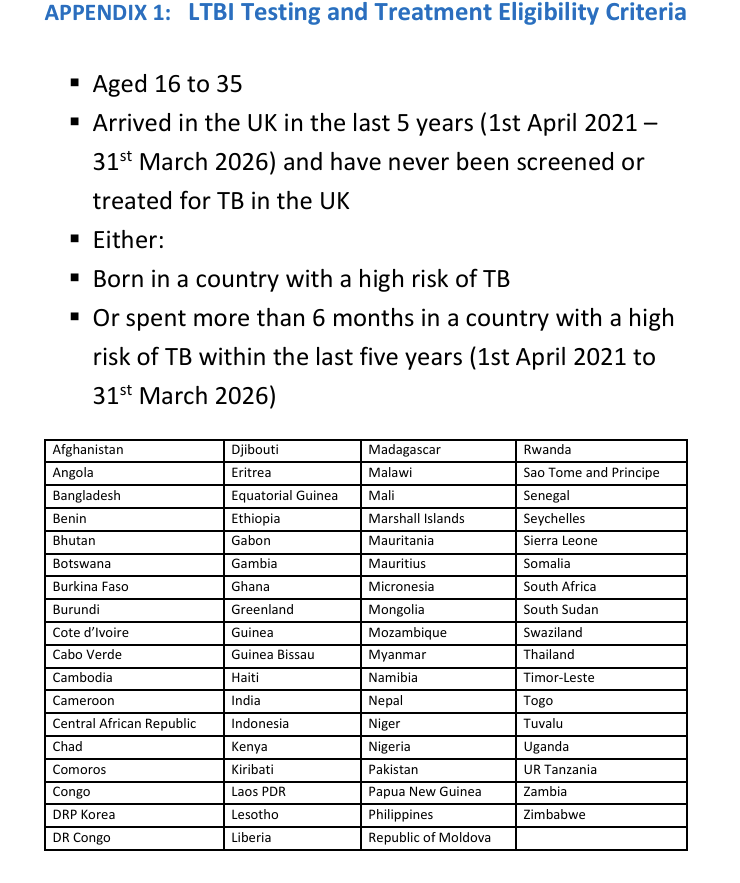 APPENDIX 1: LTBI Testing and Treatment Eligibility Criteria
▪ Aged 16 to 35
▪ Arrived in the UK in the last 5 years (1st April 2021 –
31st March 2026) and have never been screened or
treated for TB in the UK
▪ Either:
▪ Born in a country with a high risk of TB
▪ Or spent more than 6 months in a country with a high
risk of TB within the last five years (1st April 2021 to
31st March 2026)
Afghanistan Djibouti Madagascar Rwanda
Angola Eritrea Malawi Sao Tome and Principe
Bangladesh Equatorial Guinea Mali Senegal
Benin Ethiopia Marshall Islands Seychelles
Bhutan Gabon Mauritania Sierra Leone
Botswana Gambia Mauritius Somalia
Burkina Faso Ghana Micronesia South Africa
Burundi Greenland Mongolia South Sudan
Cote d’Ivoire Guinea Mozambique Swaziland
Cabo Verde Guinea Bissau Myanmar Thailand
Cambodia Haiti Namibia Timor-Leste
Cameroon India Nepal Togo
Central African Republic Indonesia Niger Tuvalu
Chad Kenya Nigeria Uganda
Comoros Kiribati Pakistan UR Tanzania
Congo Laos PDR Papua New Guinea Zambia
DRP Korea Lesotho Philippines Zimbabwe
DR Congo Liberia Republic of Moldova